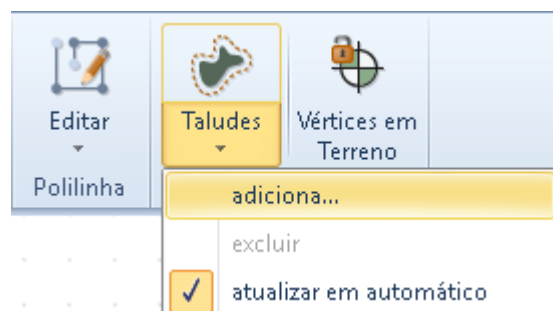 Editar
Taludes
Vértices em
Terreno
Polilinha
adiciona...
excluir
atualizar em automático